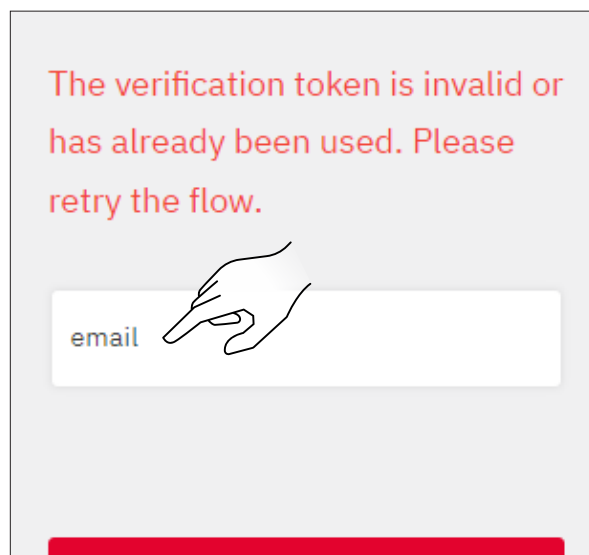 The verification token is invalid or
has already been used. Please
retry the flow.
email